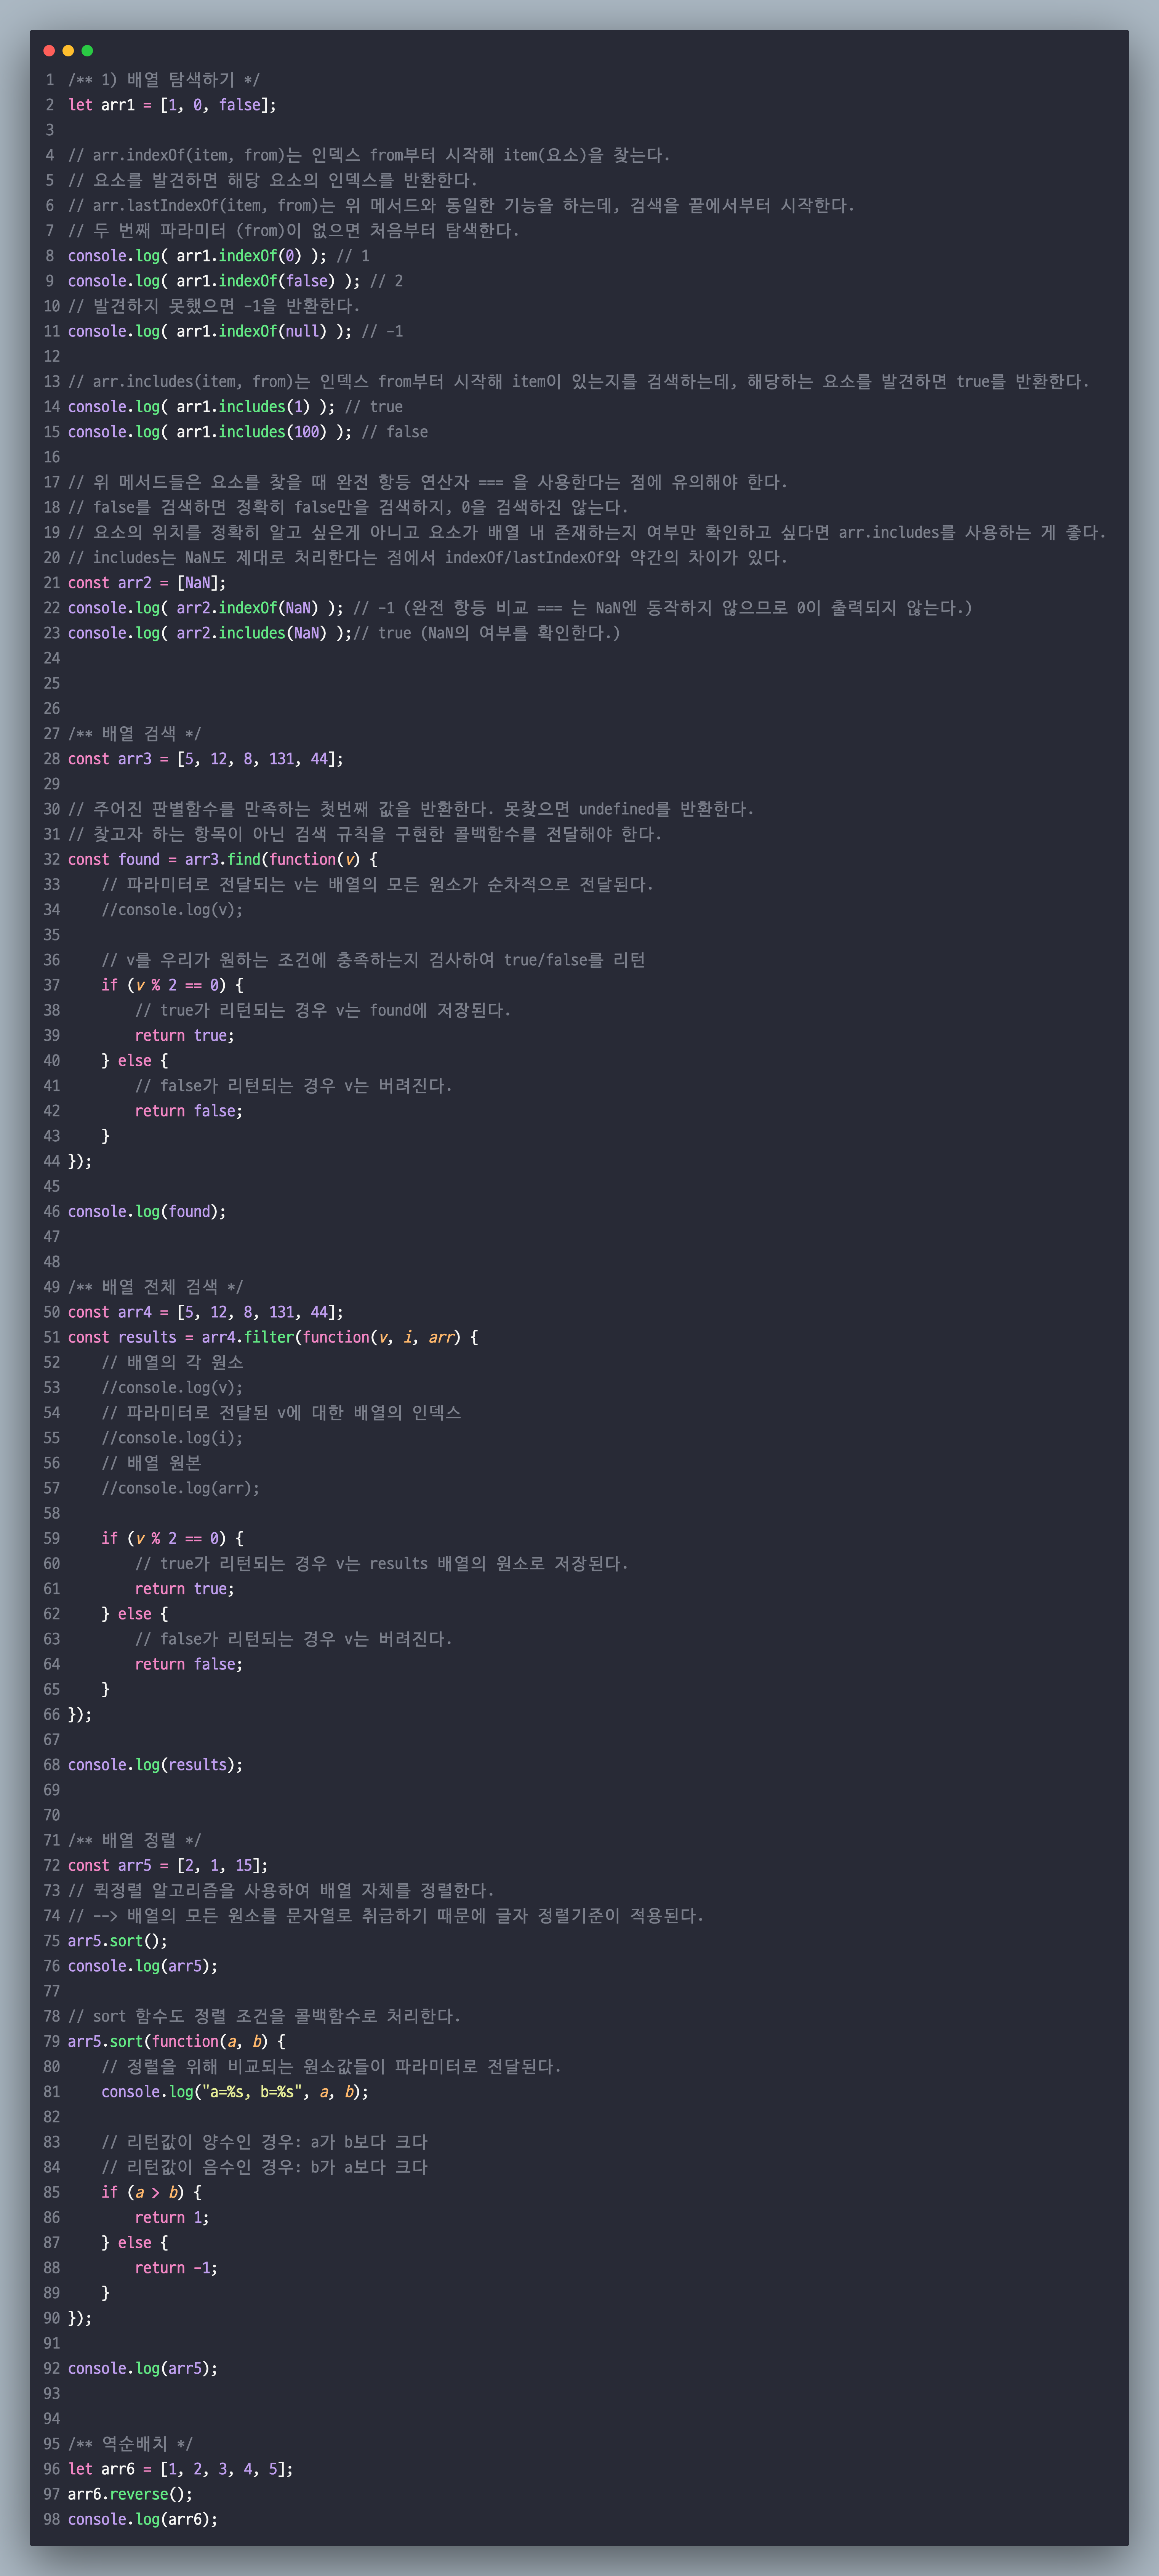 1 /** 1) 배열 탐색하기 */
2 let arr1 = [1, 0, false];
3
4 // arr.indexOf(item, from)는 인덱스 from부터 시작해 item(요소)을 찾는다.
5 // 요소를 발견하면 해당 요소의 인덱스를 반환한다.
6 // arr.lastIndexOf(item, from)는 위 메서드와 동일한 기능을 하는데, 검색을 끝에서부터 시작한다.
7 // 두 번째 파라미터 (from)이 없으면 처음부터 탐색한다.
8 console.log( arr1.indexOf(0) ); // 1
9 console.log( arr1.indexOf(false) ); // 2
10 // 발견하지 못했으면 -1을 반환한다.
11 console.log( arr1.indexOf(null) ); // -1
12
13 // arr.includes(item, from)는 인덱스 from부터 시작해 item이 있는지를 검색하는데, 해당하는 요소를 발견하면 true를 반환한다.
14 console.log( arr1.includes(1) ); // true
15 console.log( arr1.includes(100) ); // false
16
17 // 위 메서드들은 요소를 찾을 때 완전 항등 연산자 === 을 사용한다는 점에 유의해야 한다.
18 // false를 검색하면 정확히 false만을 검색하지, 0을 검색하진 않는다.
19 // 요소의 위치를 정확히 알고 싶은게 아니고 요소가 배열 내 존재하는지 여부만 확인하고 싶다면 arr.includes를 사용하는 게 좋다.
20 // includes는 NaN도 제대로 처리한다는 점에서 indexOf/lastIndexOf와 약간의 차이가 있다.
21 const arr2 = [NaN];
22 console.log( arr2.indexOf(NaN) ); // -1 (완전 항등 비교 === 는 NaN엔 동작하지 않으므로 0이 출력되지 않는다.)
23 console.log( arr2.includes(NaN) );// true (NaN의 여부를 확인한다.)
24
25
26
27 /** 배열 검색 */
28 const arr3 = [5, 12, 8, 131, 44];
29
30 // 주어진 판별함수를 만족하는 첫번째 값을 반환한다. 못찾으면 undefined를 반환한다.
31 // 찾고자 하는 항목이 아닌 검색 규칙을 구현한 콜백함수를 전달해야 한다.
32 const found = arr3.find(function(v) {
33     // 파라미터로 전달되는 v는 배열의 모든 원소가 순차적으로 전달된다.
34     //console.log(v);
35
36     // v를 우리가 원하는 조건에 충족하는지 검사하여 true/false를 리턴
37     if (v % 2 == 0) {
38         // true가 리턴되는 경우 v는 found에 저장된다.
39         return true;
40     } else {
41         // false가 리턴되는 경우 v는 버려진다.
42         return false;
43     }
44 });
45
46 console.log(found);
47
48
49 /** 배열 전체 검색 */
50 const arr4 = [5, 12, 8, 131, 44];
51 const results = arr4.filter(function(v, i, arr) {
52     // 배열의 각 원소
53     //console.log(v);
54     // 파라미터로 전달된 v에 대한 배열의 인덱스
55     //console.log(i);
56     // 배열 원본
57     //console.log(arr);
58
59     if (v % 2 == 0) {
60         // true가 리턴되는 경우 v는 results 배열의 원소로 저장된다.
61         return true;
62     } else {
63         // false가 리턴되는 경우 v는 버려진다.
64         return false;
65     }
66 });
67
68 console.log(results);
69
70
71 /** 배열 정렬 */
72 const arr5 = [2, 1, 15];
73 // 퀵정렬 알고리즘을 사용하여 배열 자체를 정렬한다.
74 // --> 배열의 모든 원소를 문자열로 취급하기 때문에 글자 정렬기준이 적용된다.
75 arr5.sort();
76 console.log(arr5);
77
78 // sort 함수도 정렬 조건을 콜백함수로 처리한다.
79 arr5.sort(function(a, b) {
80     // 정렬을 위해 비교되는 원소값들이 파라미터로 전달된다.
81     console.log("a=%s, b=%s", a, b);
82
83     // 리턴값이 양수인 경우: a가 b보다 크다
84     // 리턴값이 음수인 경우: b가 a보다 크다
85     if (a > b) {
86         return 1;
87     } else {
88         return -1;
89     }
90 });
91
92 console.log(arr5);
93
94
95 /** 역순배치 */
96 let arr6 = [1, 2, 3, 4, 5];
97 arr6.reverse();
98 console.log(arr6);